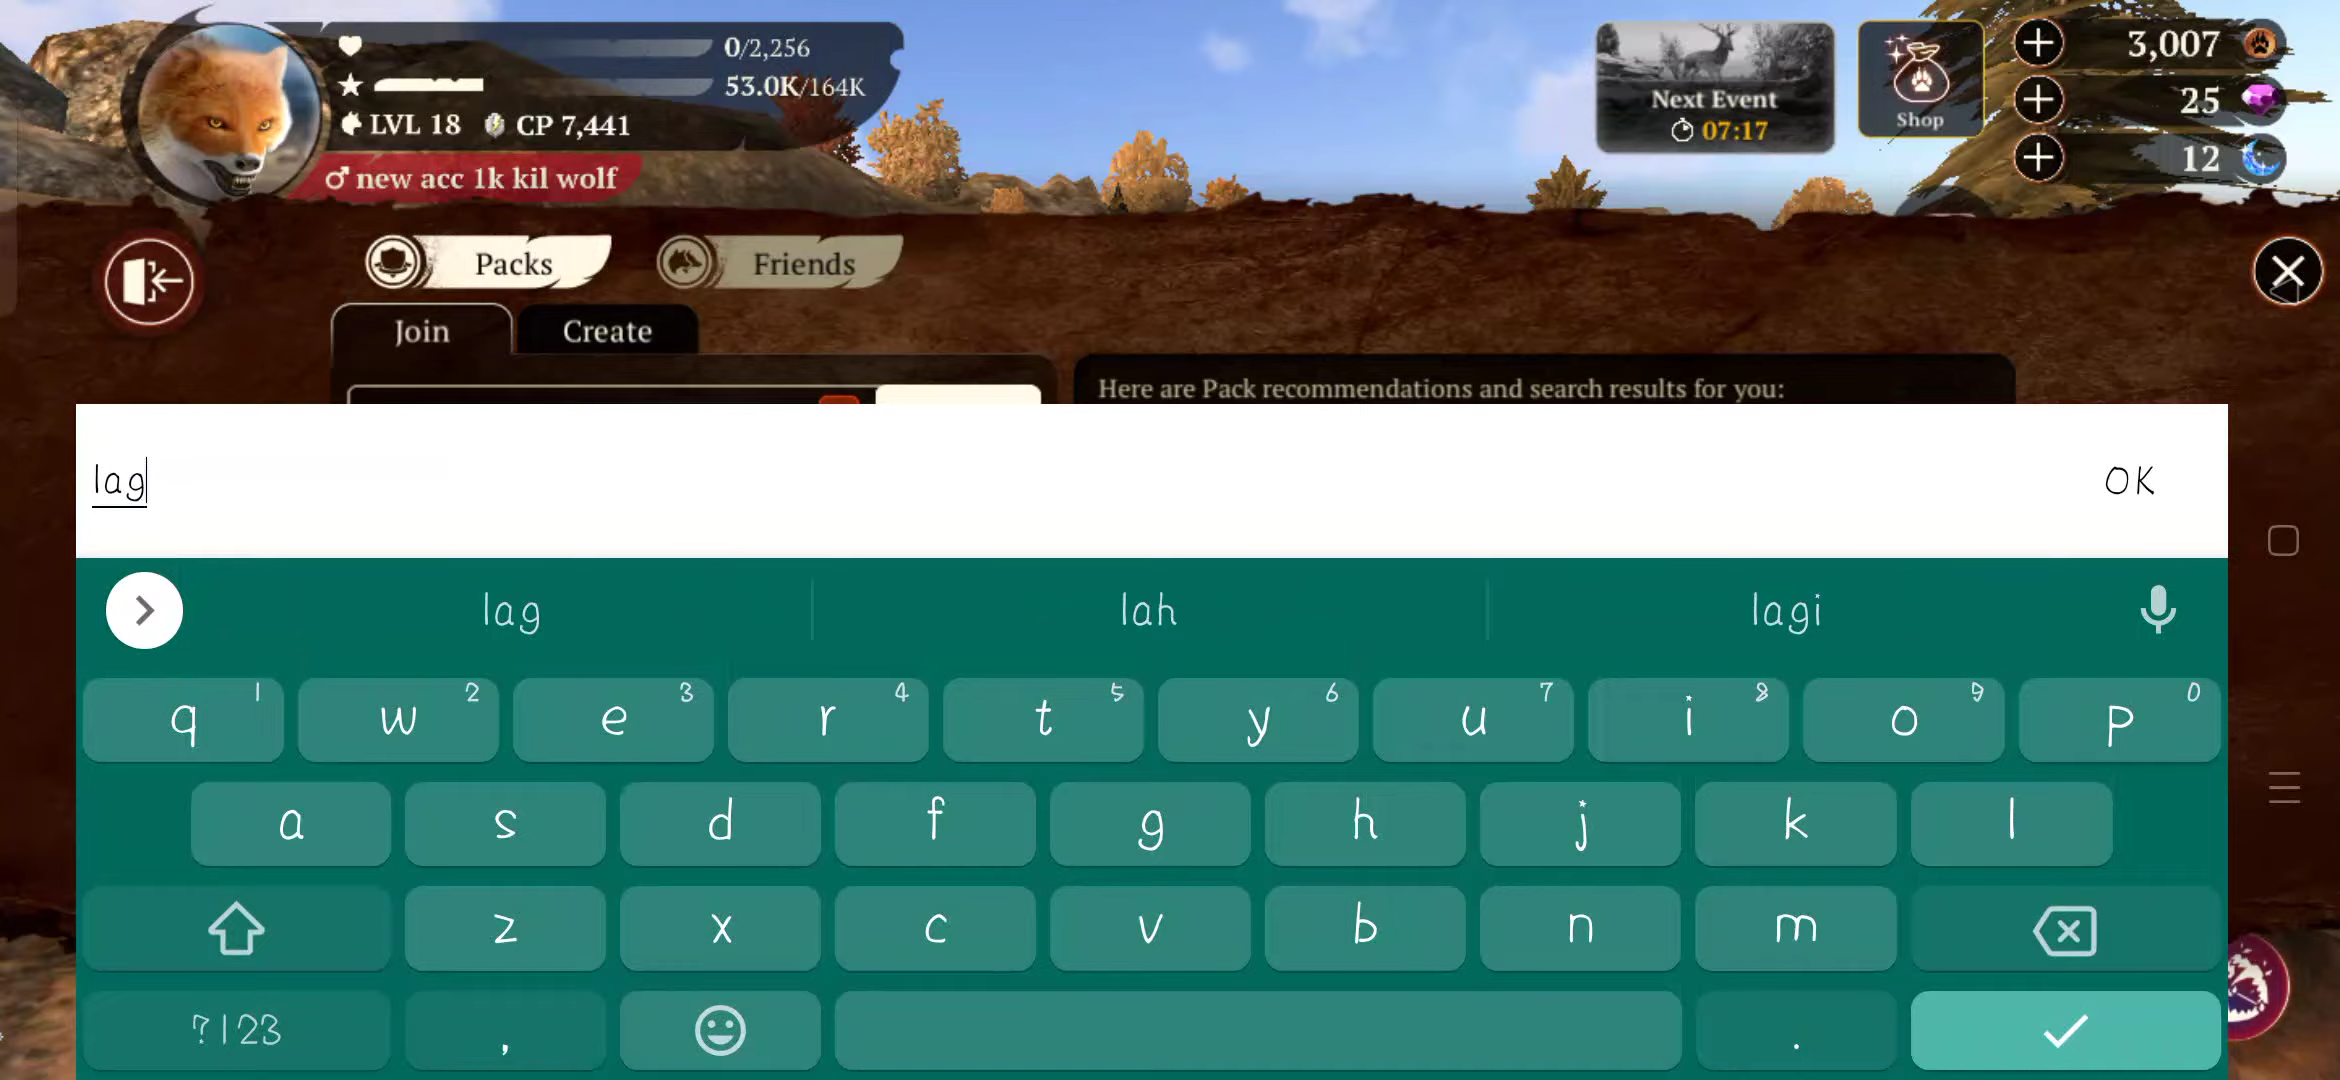 0/2,256
53.0K/164K
LVL 18 CP 7,441
new acc 1k kil wolf
Next Event
07:17
Shop
3,007
25
12
Packs Friends
Join Create
Here are Pack recommendations and search results for you:
lag OK
lag lah lagi
q 1 w 2 e 3 r 4 t 5 y 6 u 7 i 8 o 9 p 0
a s d f g h j k l
z x c v b n m
?123 , .